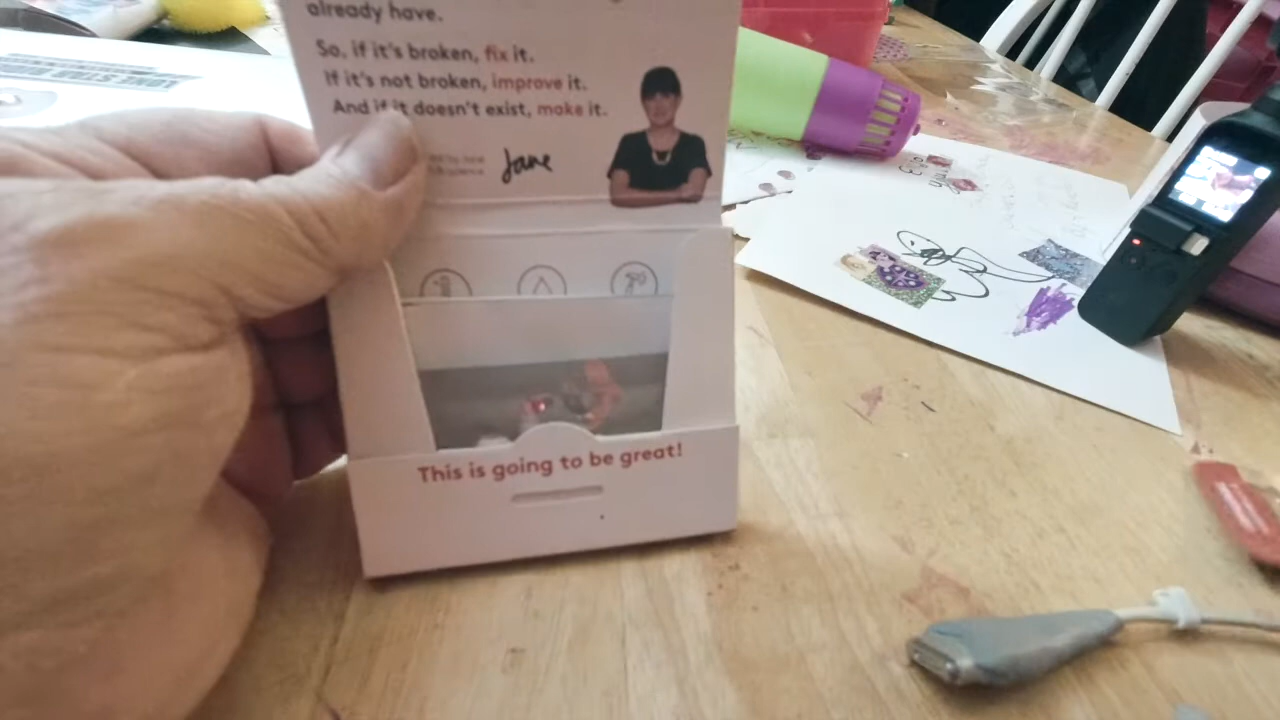 already have.
So, if it's broken, fix it.
If it's not broken, improve it.
And if it doesn't exist, make it.
Jane
This is going to be great!